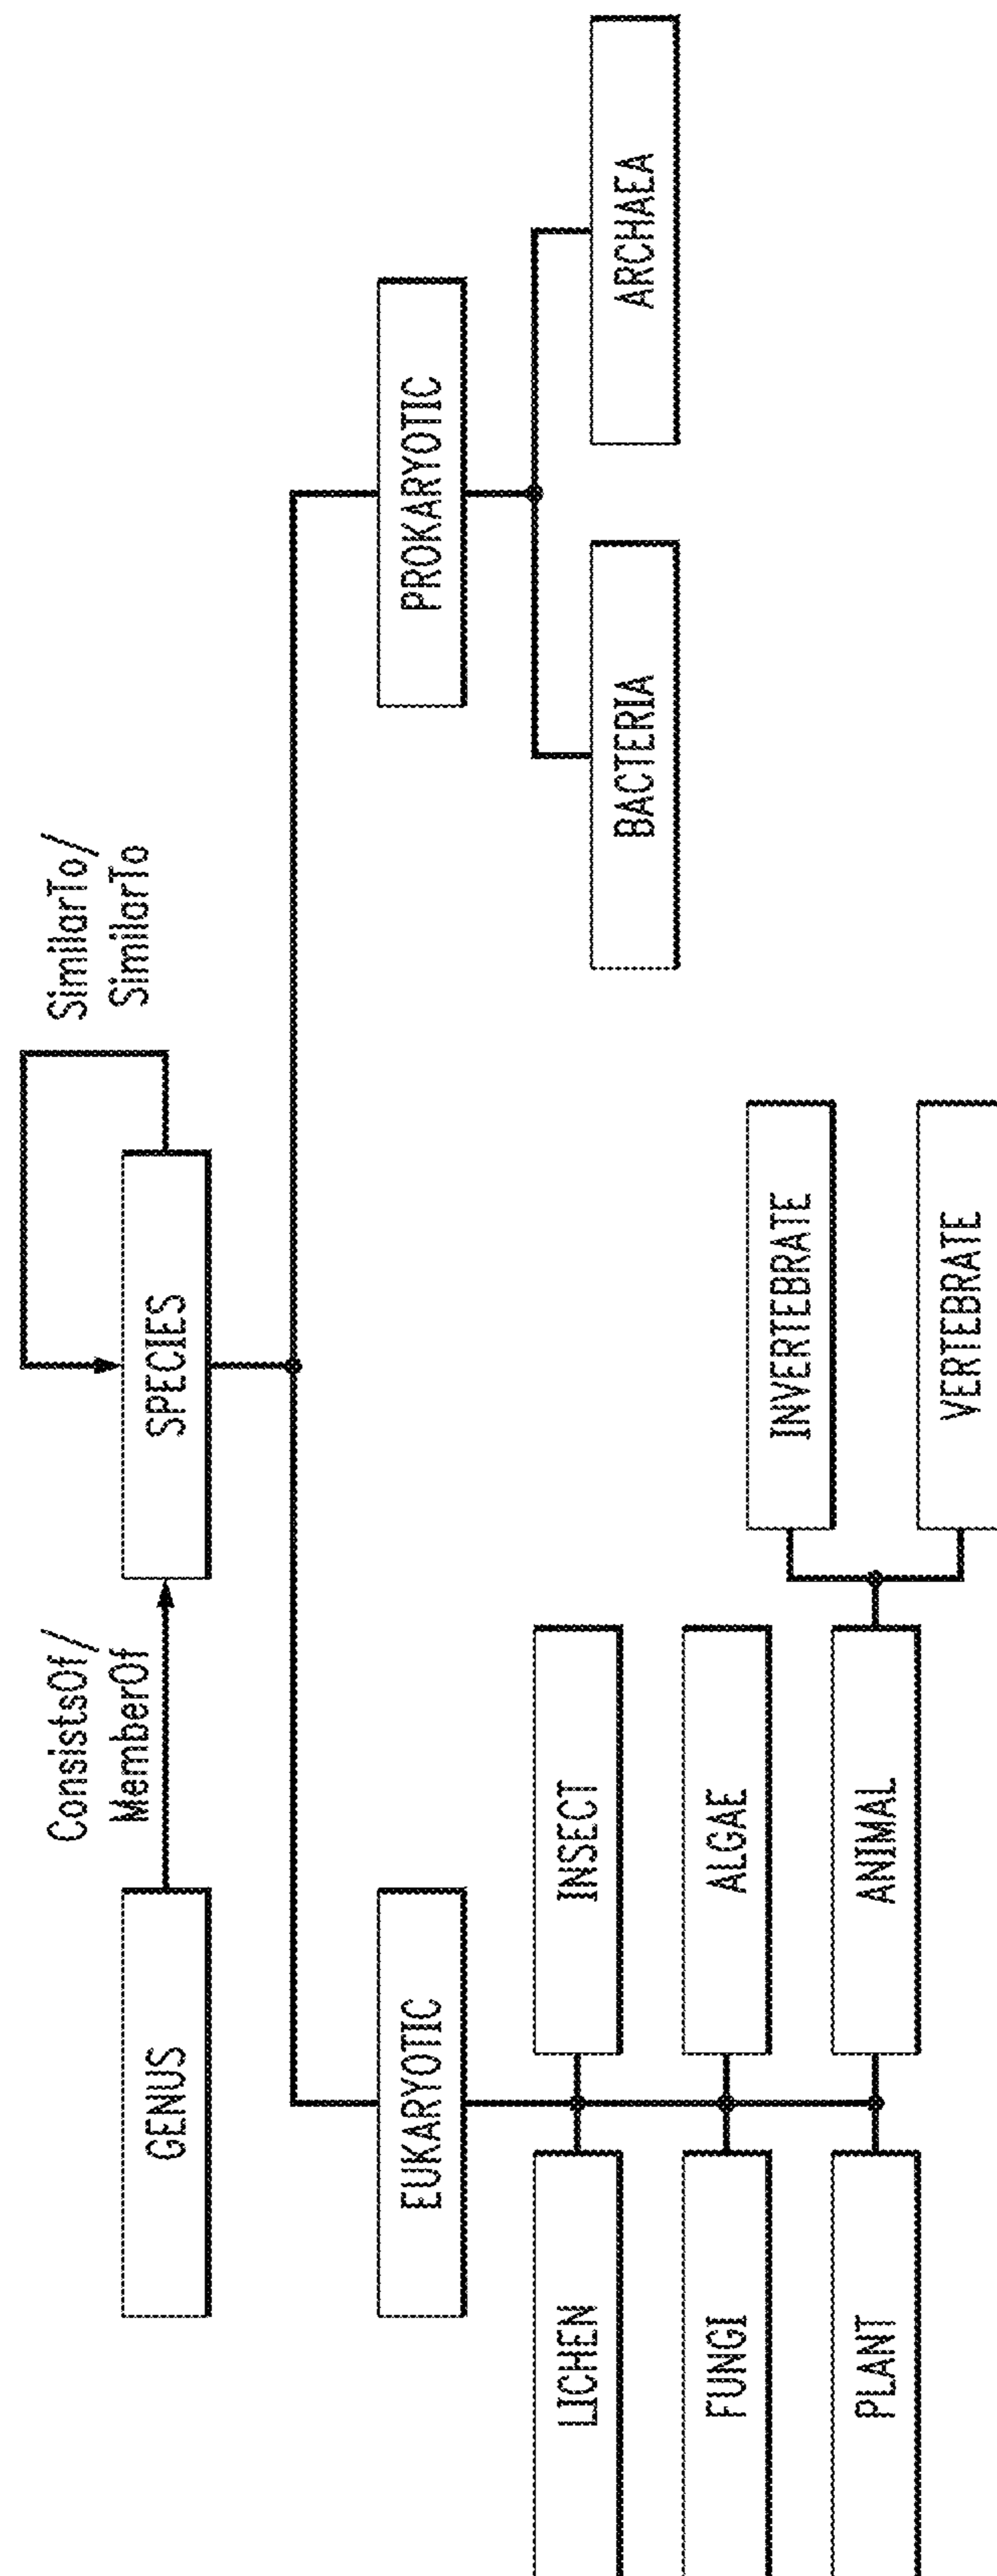 ConsistsOf/
MemberOf
SimilarTo/
SimilarTo
GENUS
SPECIES
EUKARYOTIC
PROKARYOTIC
LICHEN
INSECT
BACTERIA
ARCHAEA
FUNGI
ALGAE
INVERTEBRATE
PLANT
ANIMAL
VERTEBRATE